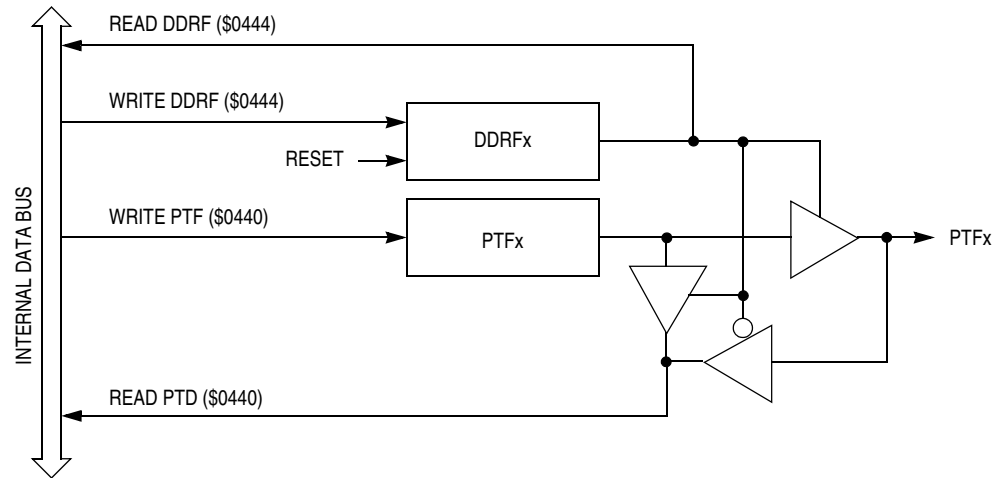 READ DDRF ($0444)
WRITE DDRF ($0444)
DDRFx
RESET
WRITE PTF ($0440)
PTFx
PTFx
INTERNAL DATA BUS
READ PTD ($0440)